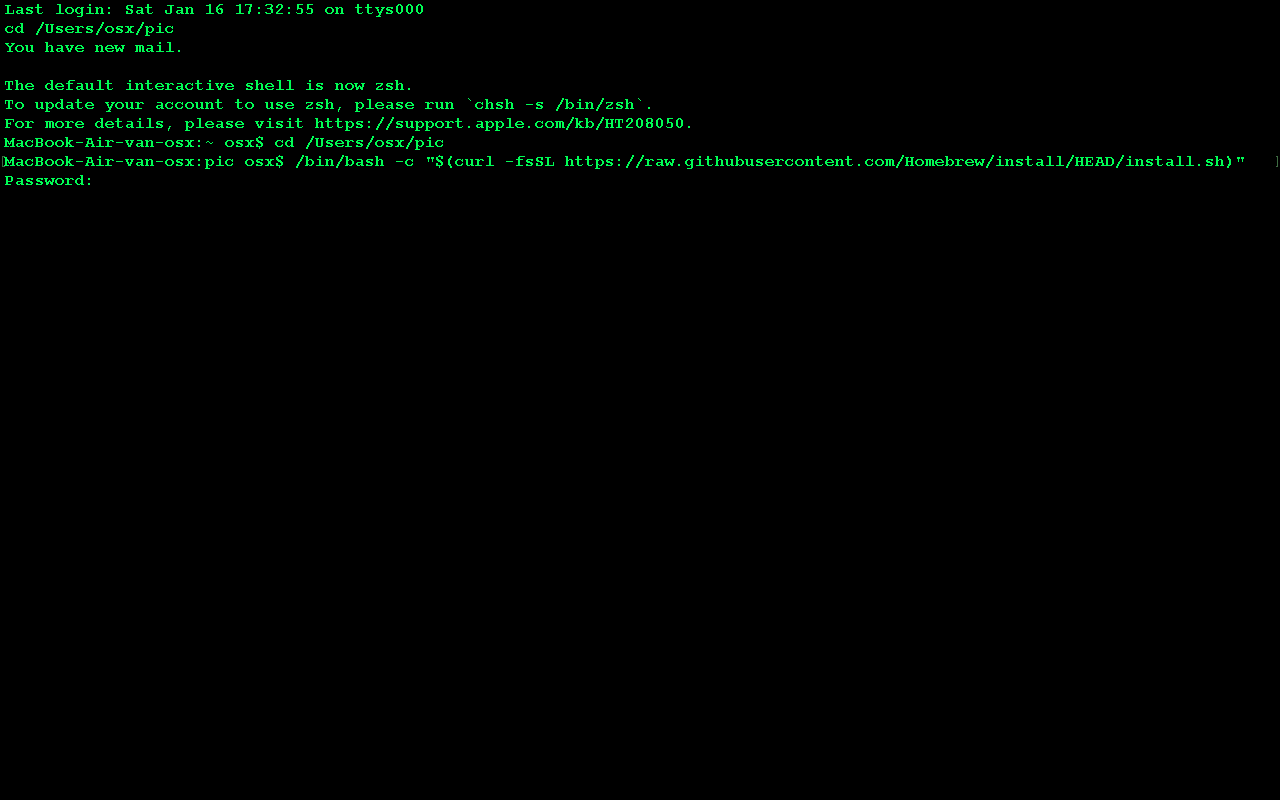 Last login: Sat Jan 16 17:32:55 on ttys000
cd /Users/osx/pic
You have new mail.

The default interactive shell is now zsh.
To update your account to use zsh, please run `chsh -s /bin/zsh`.
For more details, please visit https://support.apple.com/kb/HT208050.
MacBook-Air-van-osx:~ osx$ cd /Users/osx/pic
[MacBook-Air-van-osx:pic osx$ /bin/bash -c "$(curl -fsSL https://raw.githubusercontent.com/Homebrew/install/HEAD/install.sh)" ]
Password: